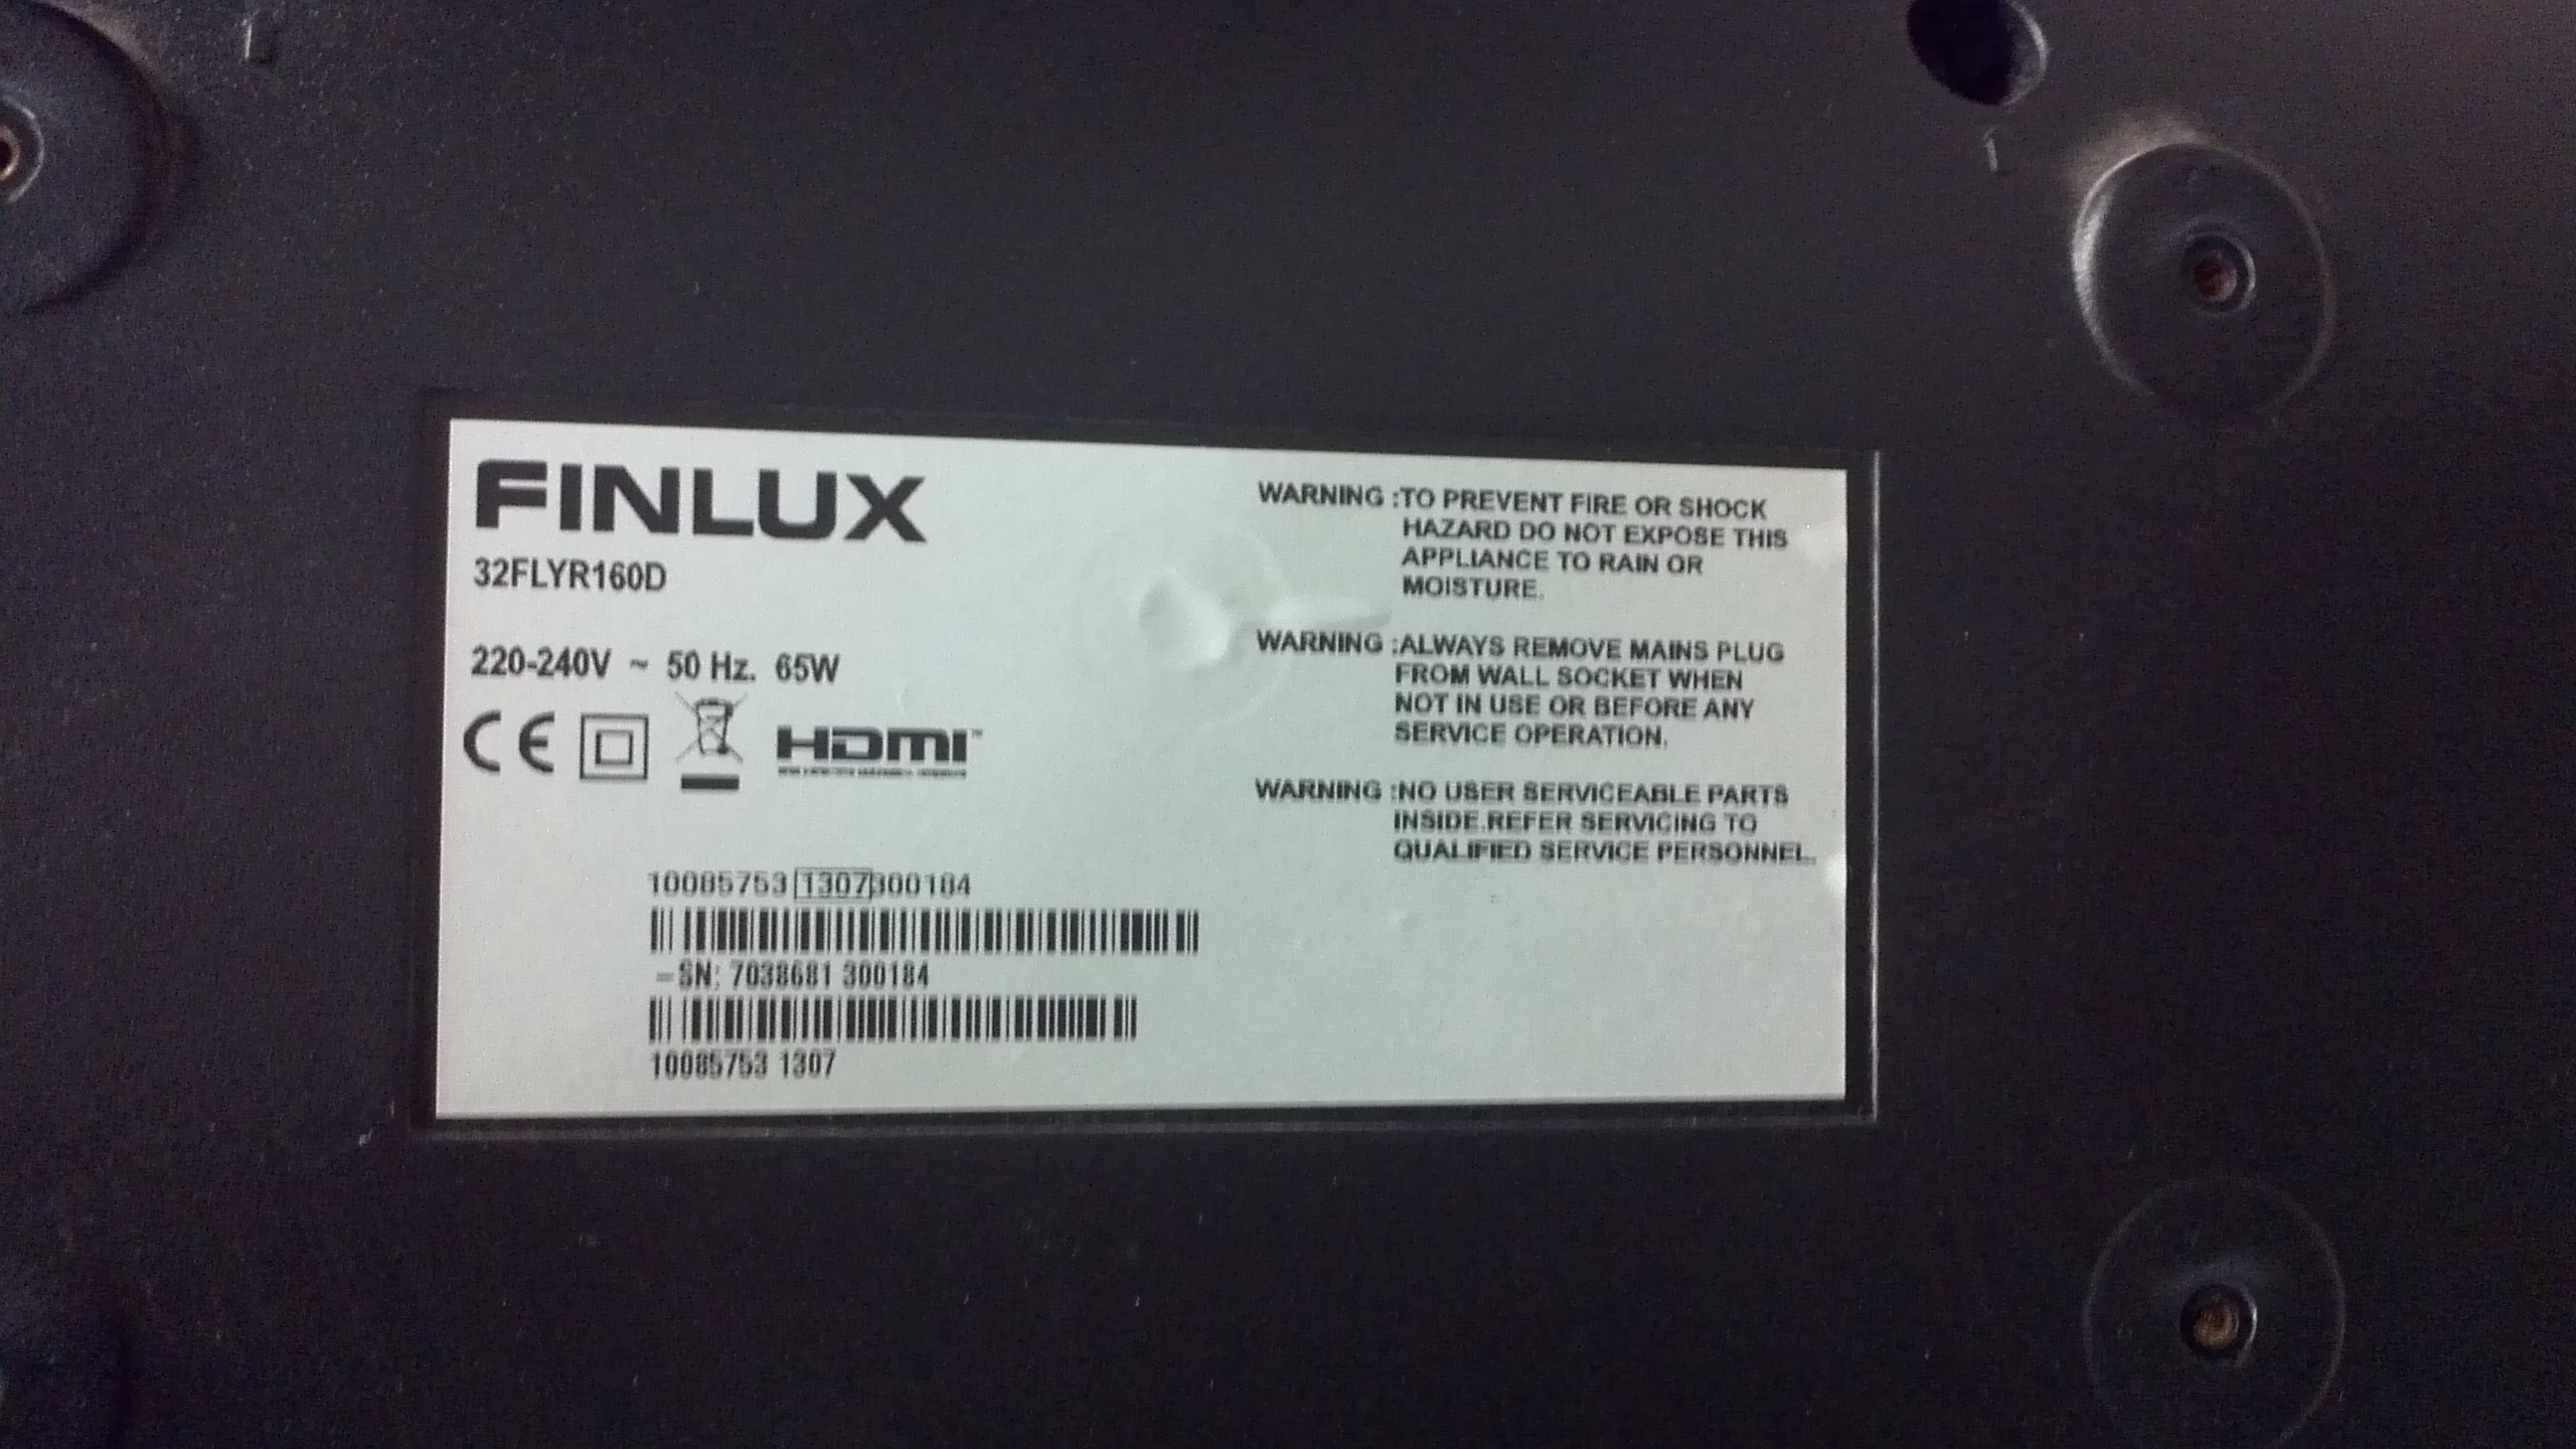 FINLUX
32FLYR160D
220-240V ~ 50 Hz. 65W
CE HDMI™
10085753 1307300184
-SN: 7038681 300184
10085753 1307
WARNING :TO PREVENT FIRE OR SHOCK
HAZARD DO NOT EXPOSE THIS
APPLIANCE TO RAIN OR
MOISTURE.
WARNING :ALWAYS REMOVE MAINS PLUG
FROM WALL SOCKET WHEN
NOT IN USE OR BEFORE ANY
SERVICE OPERATION.
WARNING :NO USER SERVICEABLE PARTS
INSIDE.REFER SERVICING TO
QUALIFIED SERVICE PERSONNEL.